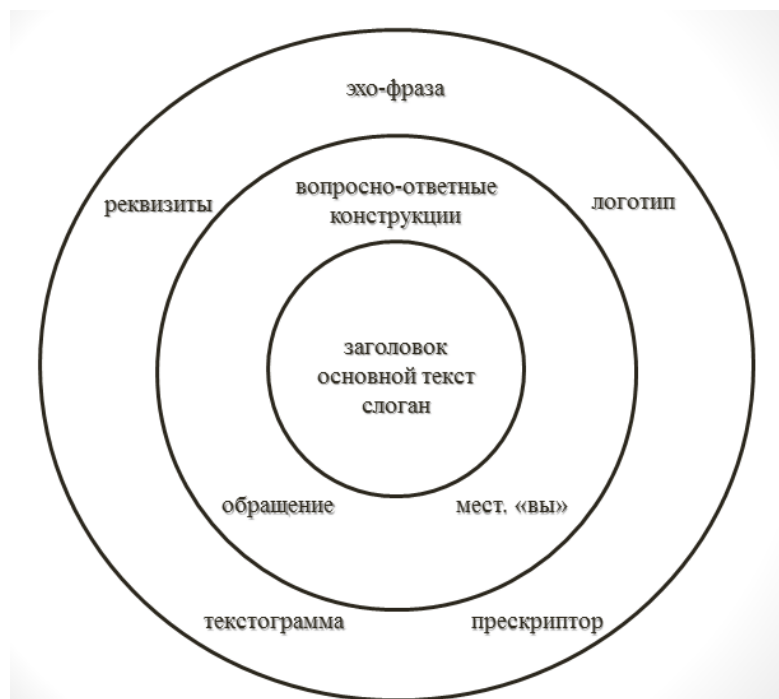 эхо-фраза
реквизиты
вопросно-ответные
конструкции
логотип
заголовок
основной текст
слоган
обращение
мест. «вы»
текстограмма
прескриптор